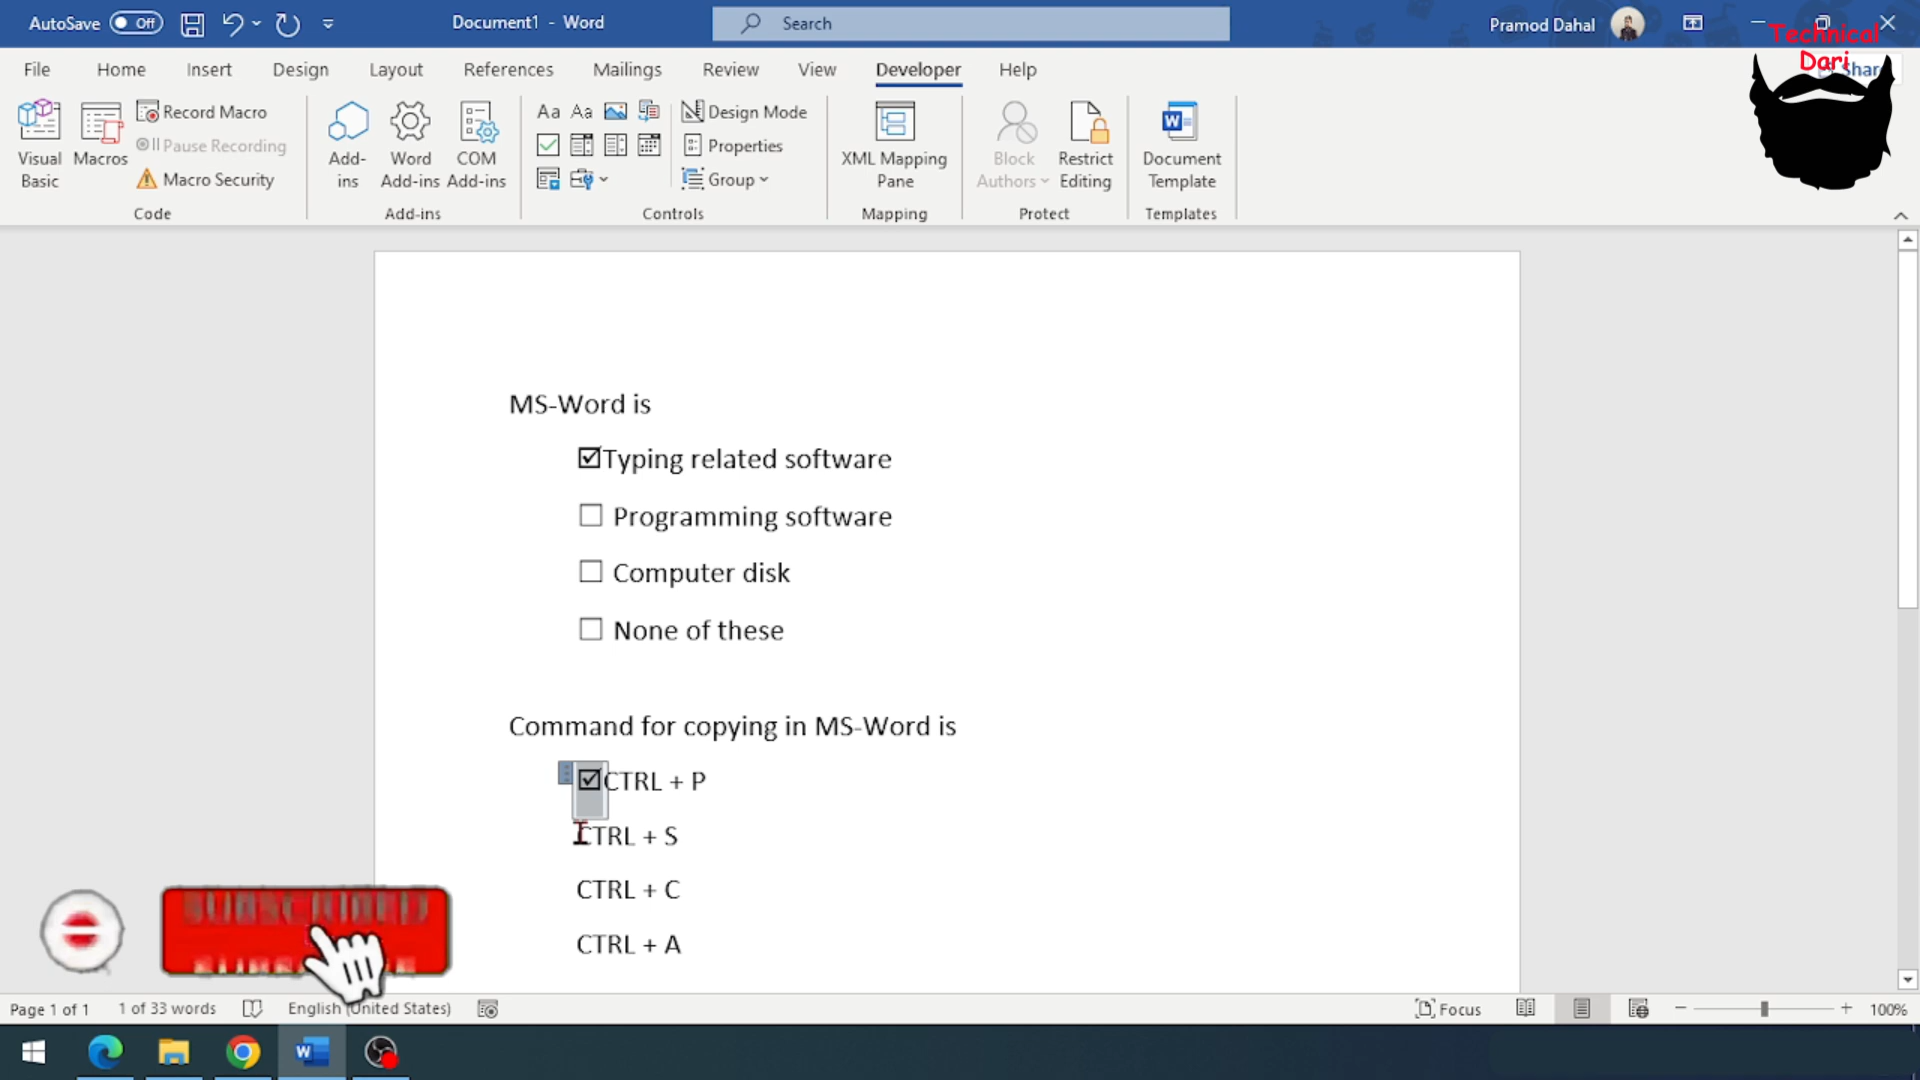 AutoSave Off Document1 - Word Search Pramod Dahal
Technical
Dari
File Home Insert Design Layout References Mailings Review View Developer Help
Visual Basic
Macros
Record Macro
Pause Recording
Macro Security
Code
Add-ins
Word Add-ins
COM Add-ins
Add-ins
Aa Aa
Design Mode
Properties
Group
Controls
XML Mapping Pane
Mapping
Block Authors
Restrict Editing
Protect
Document Template
Templates
MS-Word is
☑Typing related software
☐ Programming software
☐ Computer disk
☐ None of these
Command for copying in MS-Word is
☑CTRL + P
CTRL + S
CTRL + C
CTRL + A
SUBSCRIBED
Page 1 of 1 1 of 33 words English (United States) Focus 100%